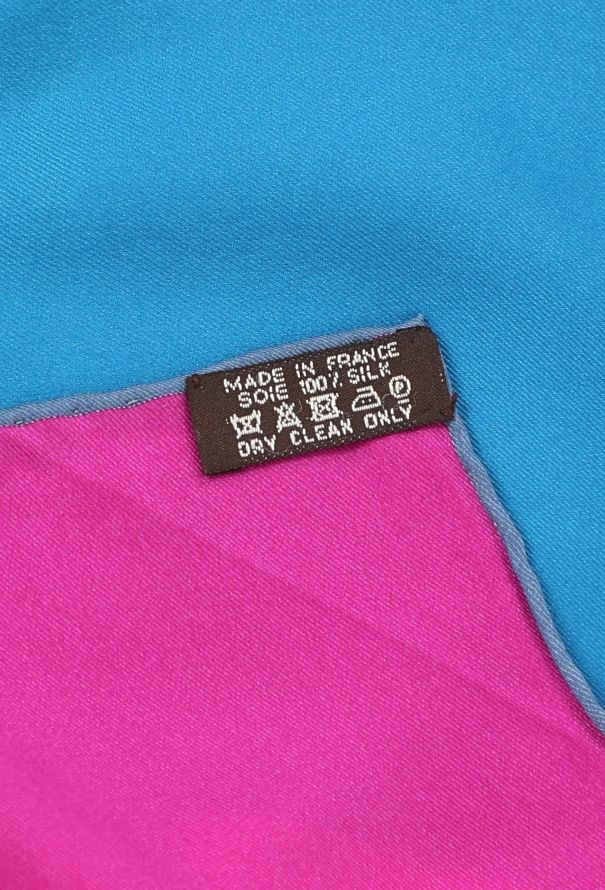 MADE IN FRANCE
SOIE 100% SILK
P
DRY CLEAN ONLY